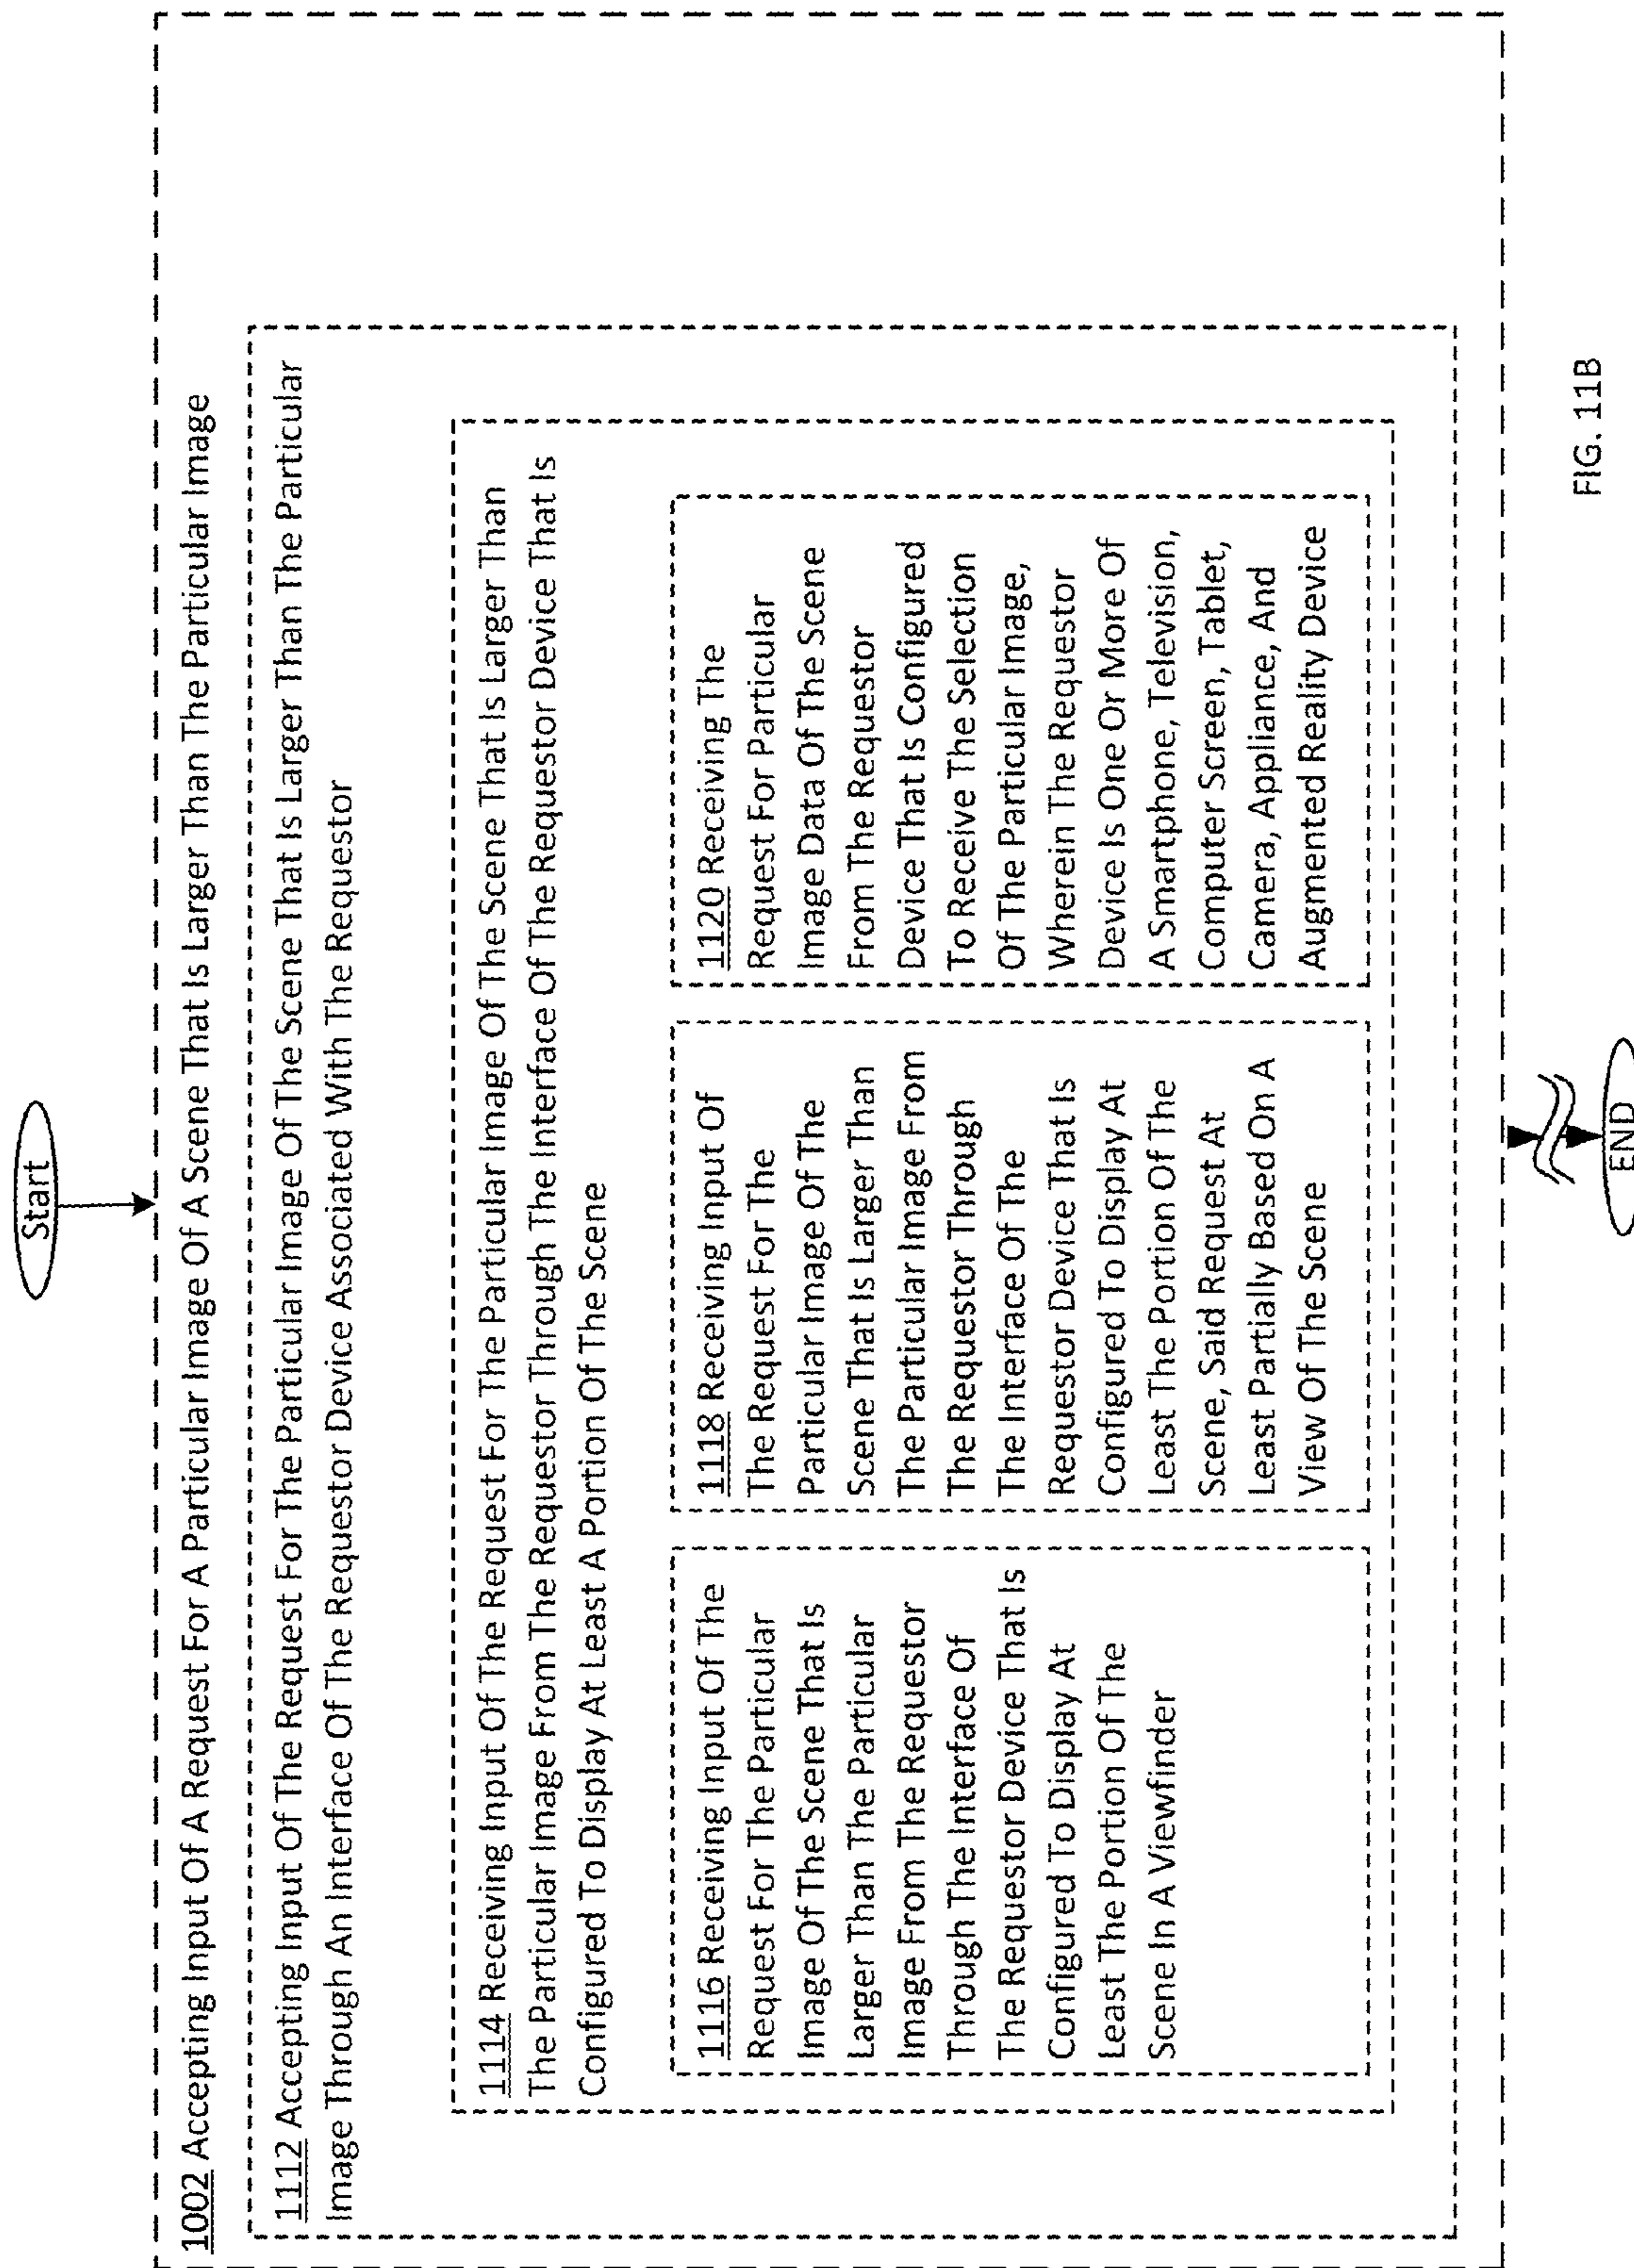 Start
1002 Accepting Input Of A Request For A Particular Image Of A Scene That Is Larger Than The Particular Image
1112 Accepting Input Of The Request For The Particular Image Of The Scene That Is Larger Than The Particular
Image Through An Interface Of The Requestor Device Associated With The Requestor
1114 Receiving Input Of The Request For The Particular Image Of The Scene That Is Larger Than
The Particular Image From The Requestor Through The Interface Of The Requestor Device That Is
Configured To Display At Least A Portion Of The Scene
1116 Receiving Input Of The
Request For The Particular
Image Of The Scene That Is
Larger Than The Particular
Image From The Requestor
Through The Interface Of
The Requestor Device That Is
Configured To Display At
Least The Portion Of The
Scene In A Viewfinder
1118 Receiving Input Of
The Request For The
Particular Image Of The
Scene That Is Larger Than
The Particular Image From
The Requestor Through
The Interface Of The
Requestor Device That Is
Configured To Display At
Least The Portion Of The
Scene, Said Request At
Least Partially Based On A
View Of The Scene
1120 Receiving The
Request For Particular
Image Data Of The Scene
From The Requestor
Device That Is Configured
To Receive The Selection
Of The Particular Image,
Wherein The Requestor
Device Is One Or More Of
A Smartphone, Television,
Computer Screen, Tablet,
Camera, Appliance, And
Augmented Reality Device
END
FIG. 11B